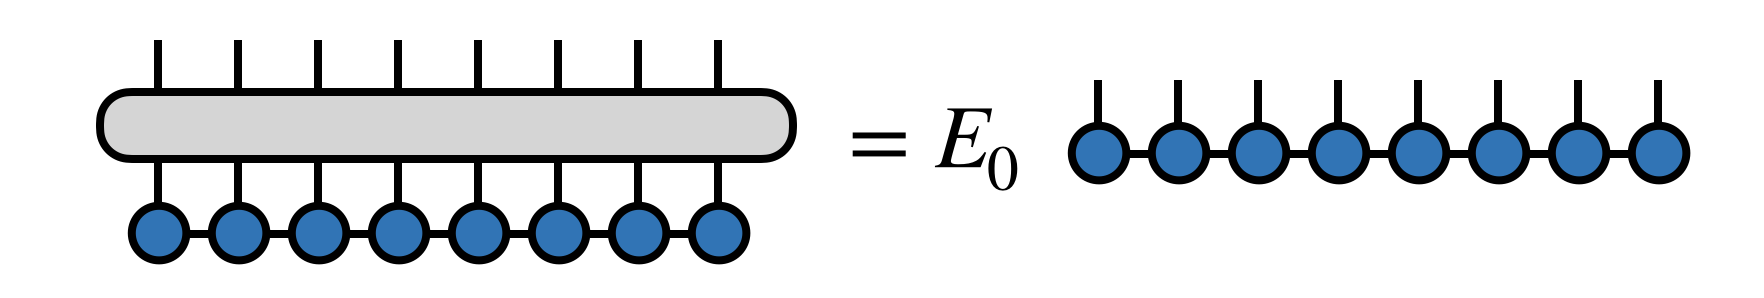 = E₀